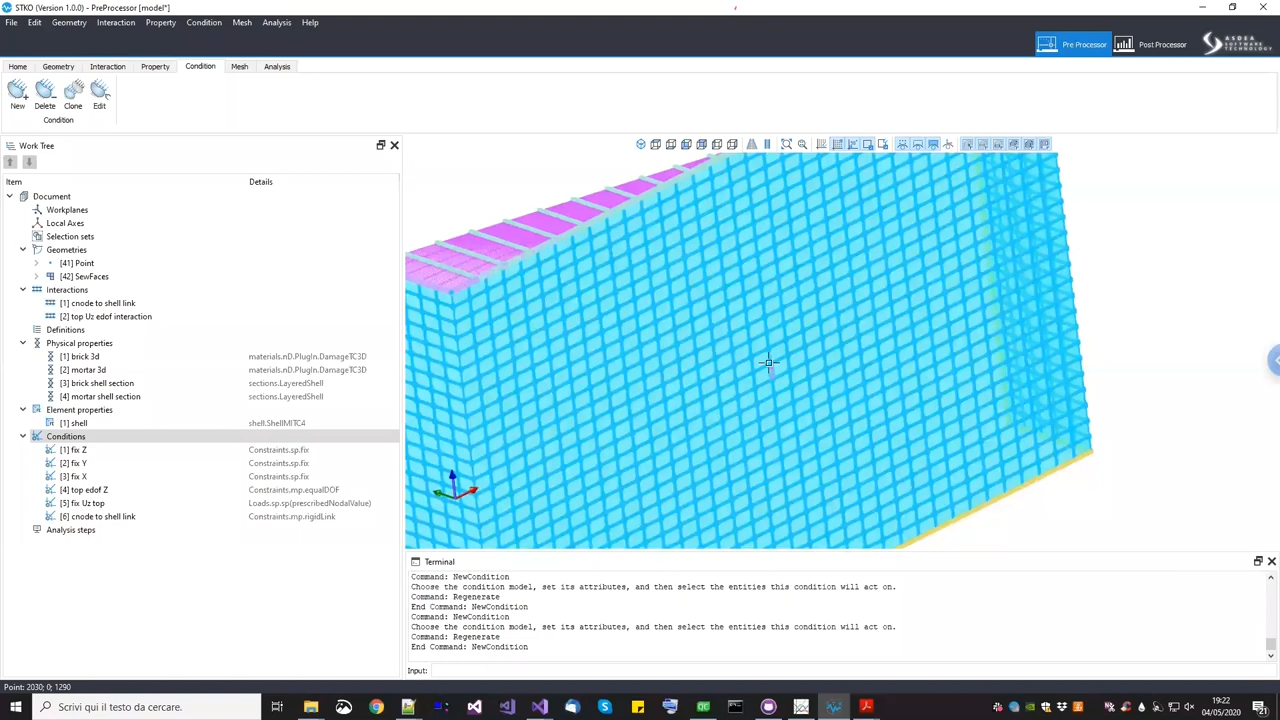 STKO (Version 1.0.0) - PreProcessor [model*]
File Edit Geometry Interaction Property Condition Mesh Analysis Help
Pre Processor Post Processor ASDEA SOFTWARE TECHNOLOGY
Home Geometry Interaction Property Condition Mesh Analysis
New Delete Clone Edit
Condition
Work Tree
Item Details
Document
Workplanes
Local Axes
Selection sets
Geometries
[41] Point
[42] SewFaces
Interactions
[1] cnode to shell link
[2] top Uz edof interaction
Definitions
Physical properties
[1] brick 3d materials.nD.PlugIn.DamageTC3D
[2] mortar 3d materials.nD.PlugIn.DamageTC3D
[3] brick shell section sections.LayeredShell
[4] mortar shell section sections.LayeredShell
Element properties
[1] shell shell.ShellMITC4
Conditions
[1] fix Z Constraints.sp.fix
[2] fix Y Constraints.sp.fix
[3] fix X Constraints.sp.fix
[4] top edof Z Constraints.mp.equalDOF
[5] fix Uz top Loads.sp.sp(prescribedNodalValue)
[6] cnode to shell link Constraints.mp.rigidLink
Analysis steps
Terminal
Command: NewCondition
Choose the condition model, set its attributes, and then select the entities this condition will act on.
Command: Regenerate
End Command: NewCondition
Command: NewCondition
Choose the condition model, set its attributes, and then select the entities this condition will act on.
Command: Regenerate
End Command: NewCondition
Input:
Point: 2030; 0; 1290
Scrivi qui il testo da cercare.
19:22
04/05/2020